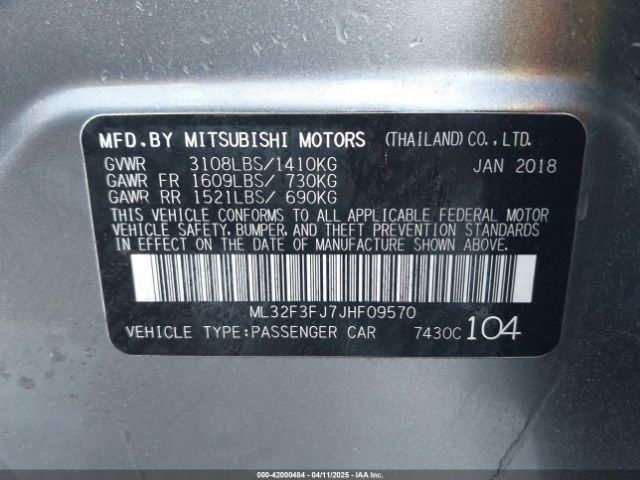 MFD.BY MITSUBISHI MOTORS (THAILAND)CO.,LTD.
GVWR 3108LBS/1410KG JAN 2018
GAWR FR 1609LBS/ 730KG
GAWR RR 1521LBS/ 690KG
THIS VEHICLE CONFORMS TO ALL APPLICABLE FEDERAL MOTOR
VEHICLE SAFETY, BUMPER, AND THEFT PREVENTION STANDARDS
IN EFFECT ON THE DATE OF MANUFACTURE SHOWN ABOVE.
ML32F3FJ7JHF09570
VEHICLE TYPE:PASSENGER CAR 7430C 104
000-42000484 - 04/11/2025 - IAAI.COM